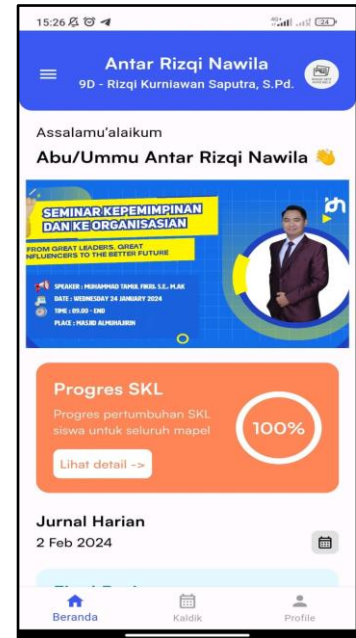 15:26
24
Antar Rizqi Nawila
9D - Rizqi Kurniawan Saputra, S.Pd.
Assalamu'alaikum
Abu/Ummu Antar Rizqi Nawila 👋
SEMINAR KEPEMIMPINAN
DAN KE ORGANISASIAN
FROM GREAT LEADERS, GREAT
INFLUENCERS TO THE BETTER FUTURE
SPEAKER : MUHAMMAD TAMUL FIKRI, S.E., M.AK
DATE : WEDNESDAY 24 JANUARY 2024
TIME : 09.00 - END
PLACE : MASJID ALMUHAJIRIN
Progres SKL
Progres pertumbuhan SKL
siswa untuk seluruh mapel
100%
Lihat detail ->
Jurnal Harian
2 Feb 2024
Beranda
Kaldik
Profile